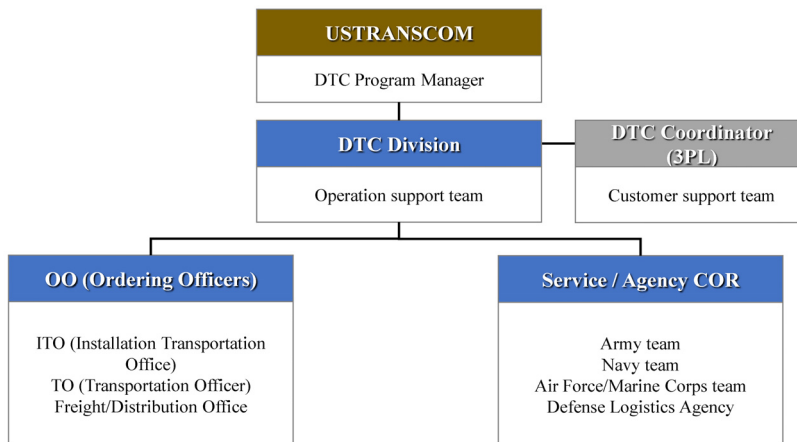 USTRANSCOM
DTC Program Manager
DTC Division
Operation support team
DTC Coordinator
(3PL)
Customer support team
OO (Ordering Officers)
ITO (Installation Transportation
Office)
TO (Transportation Officer)
Freight/Distribution Office
Service / Agency COR
Army team
Navy team
Air Force/Marine Corps team
Defense Logistics Agency